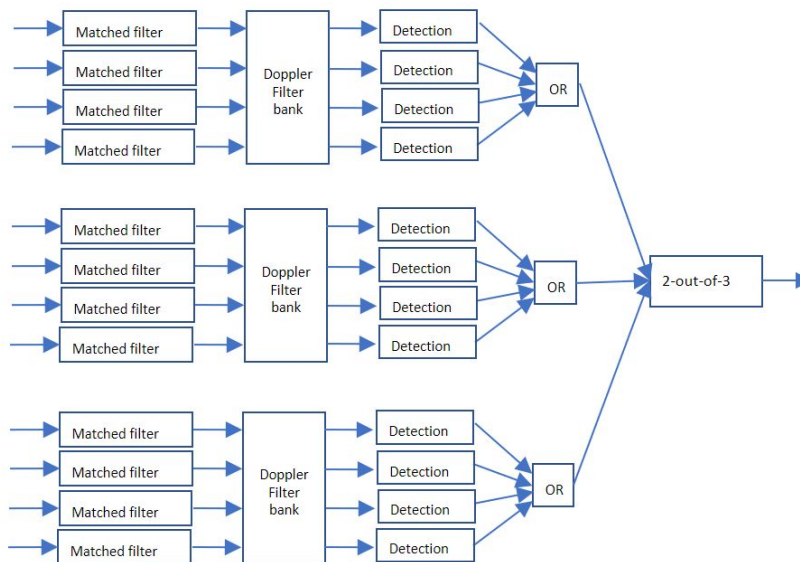 Matched filter
Matched filter
Matched filter
Matched filter
Doppler
Filter
bank
Detection
Detection
Detection
Detection
OR
Matched filter
Matched filter
Matched filter
Matched filter
Doppler
Filter
bank
Detection
Detection
Detection
Detection
OR
2-out-of-3
Matched filter
Matched filter
Matched filter
Matched filter
Doppler
Filter
bank
Detection
Detection
Detection
Detection
OR